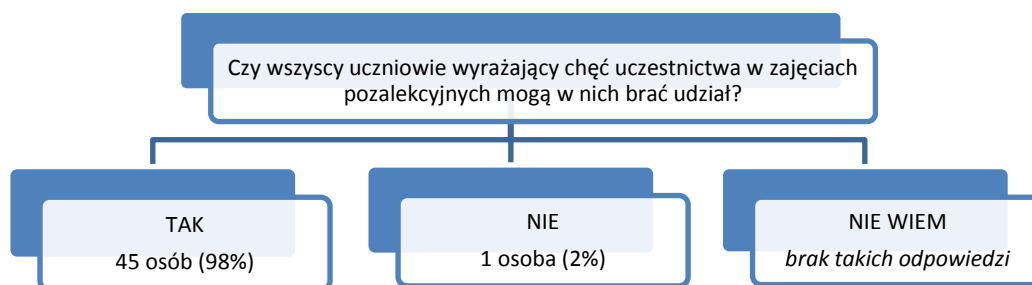 Czy wszyscy uczniowie wyrażający chęć uczestnictwa w zajęciach
pozalekcyjnych mogą w nich brać udział?
TAK
45 osób (98%)
NIE
1 osoba (2%)
NIE WIEM
brak takich odpowiedzi